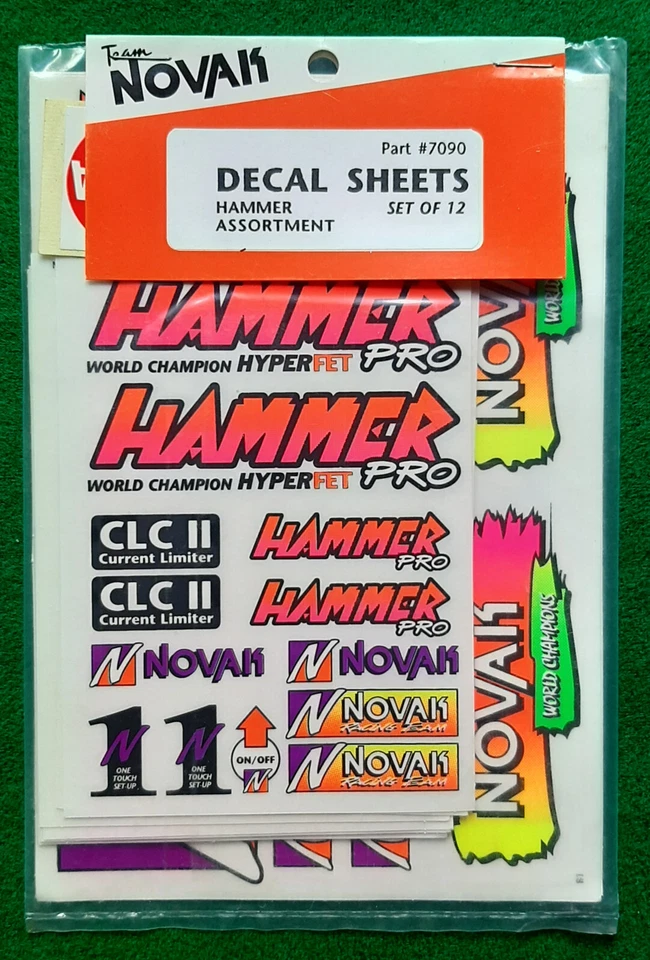 Team
NOVAK
Part #7090
DECAL SHEETS
HAMMER
SET OF 12
ASSORTMENT
HAMMER
PRO
WORLD CHAMPION HYPERFET
HAMMER
PRO
WORLD CHAMPION HYPERFET
CLC II
Current Limiter
HAMMER
PRO
CLC II
Current Limiter
HAMMER
PRO
N NOVAK
N NOVAK
1
N
ONE
TOUCH
SET-UP
1
N
ONE
TOUCH
SET-UP
ON/OFF
N
N NOVAK
RACING TEAM
N NOVAK
RACING TEAM
NOVA
WORL
NOVAK
WORLD CHAMPIONS